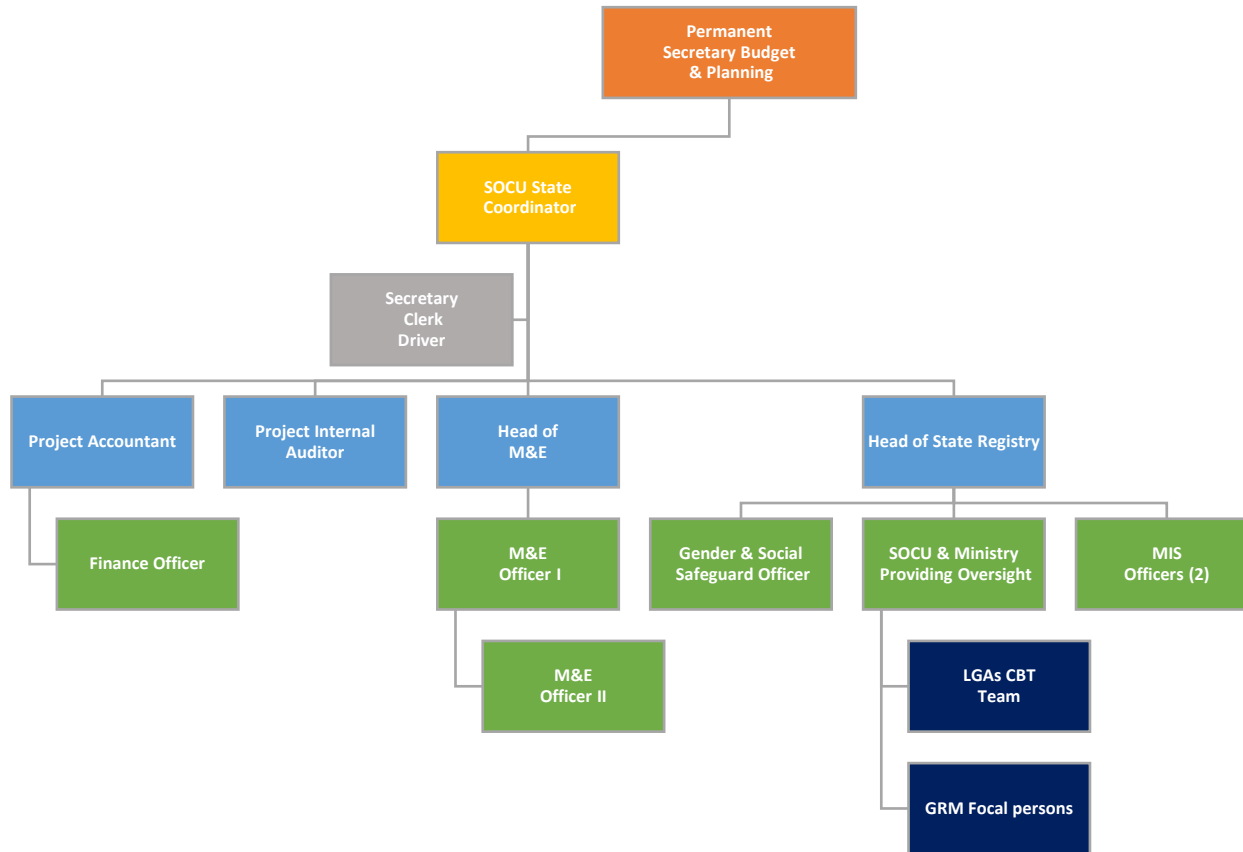 Permanent
Secretary Budget
& Planning
SOCU State
Coordinator
Secretary
Clerk
Driver
Project Accountant
Project Internal
Auditor
Head of
M&E
Head of State Registry
Finance Officer
M&E
Officer I
Gender & Social
Safeguard Officer
SOCU & Ministry
Providing Oversight
MIS
Officers (2)
M&E
Officer II
LGAs CBT
Team
GRM Focal persons